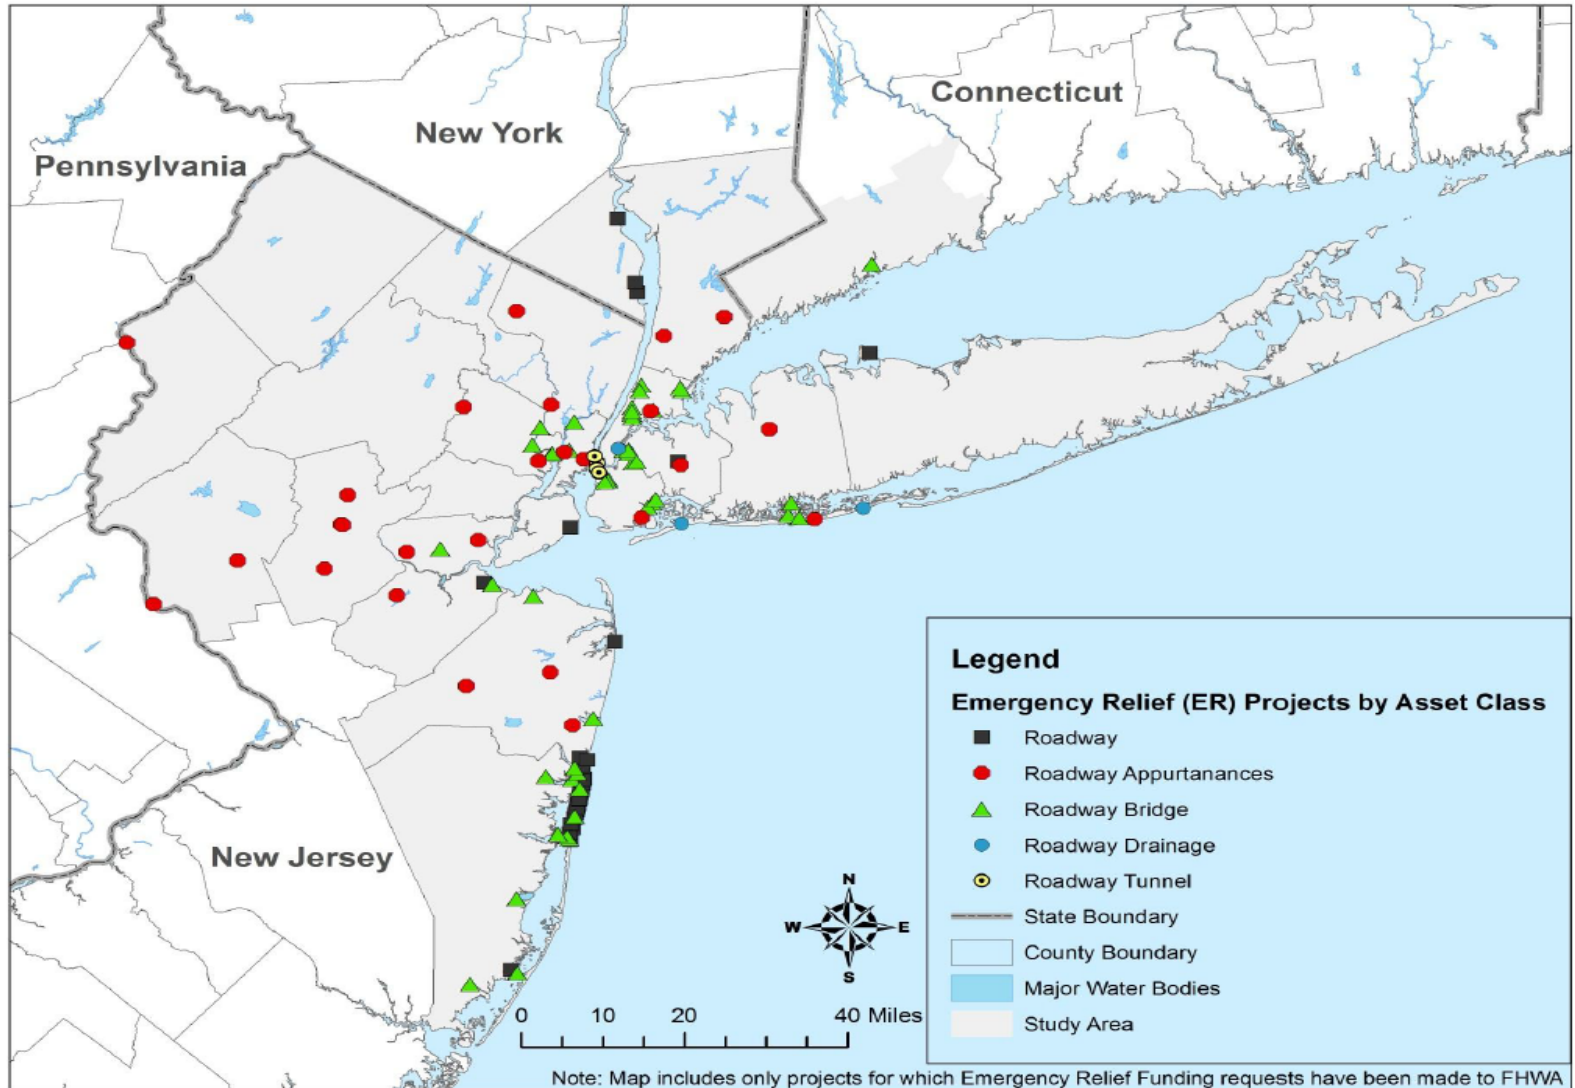 Connecticut
New York
Pennsylvania
New Jersey
Legend
Emergency Relief (ER) Projects by Asset Class
Roadway
Roadway Appurtanances
Roadway Bridge
Roadway Drainage
Roadway Tunnel
State Boundary
County Boundary
Major Water Bodies
Study Area
N
W E
S
0 10 20 40 Miles
Note: Map includes only projects for which Emergency Relief Funding requests have been made to FHWA